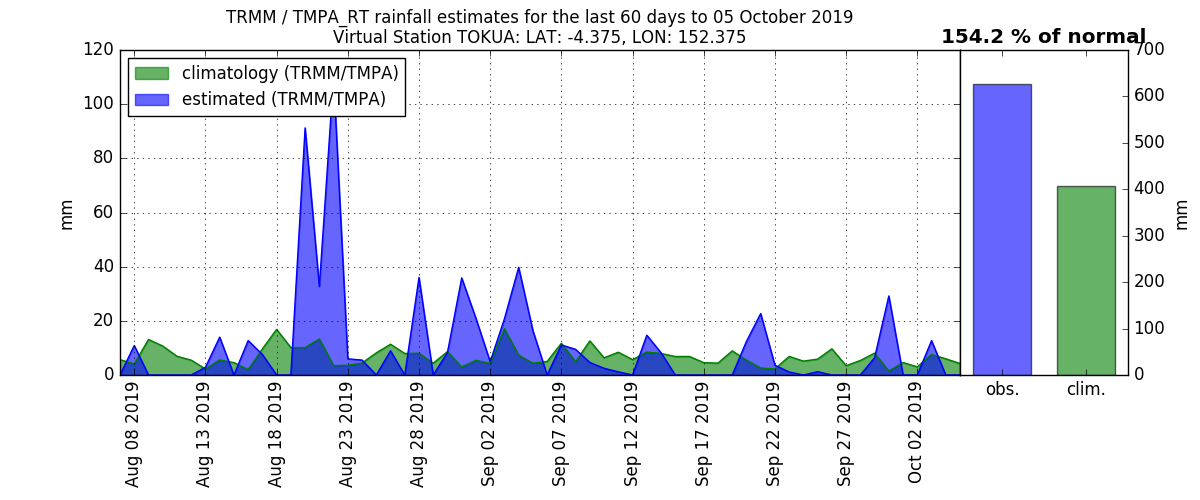 TRMM / TMPA_RT rainfall estimates for the last 60 days to 05 October 2019
Virtual Station TOKUA: LAT: -4.375, LON: 152.375
154.2 % of normal
climatology (TRMM/TMPA)
estimated (TRMM/TMPA)
120
100
80
60
40
20
0
mm
Aug 08 2019
Aug 13 2019
Aug 18 2019
Aug 23 2019
Aug 28 2019
Sep 02 2019
Sep 07 2019
Sep 12 2019
Sep 17 2019
Sep 22 2019
Sep 27 2019
Oct 02 2019
700
600
500
400
300
200
100
0
mm
obs.
clim.